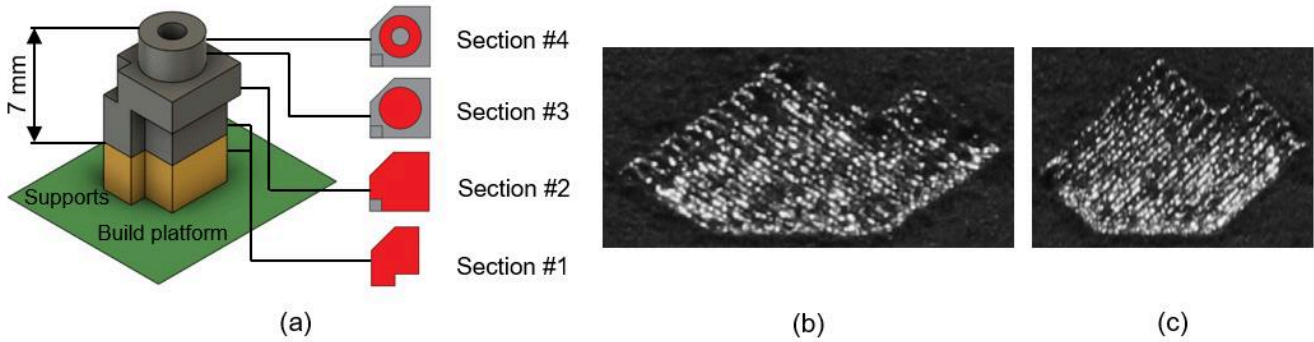 7 mm
Supports
Build platform
Section #4
Section #3
Section #2
Section #1
(a)
(b)
(c)